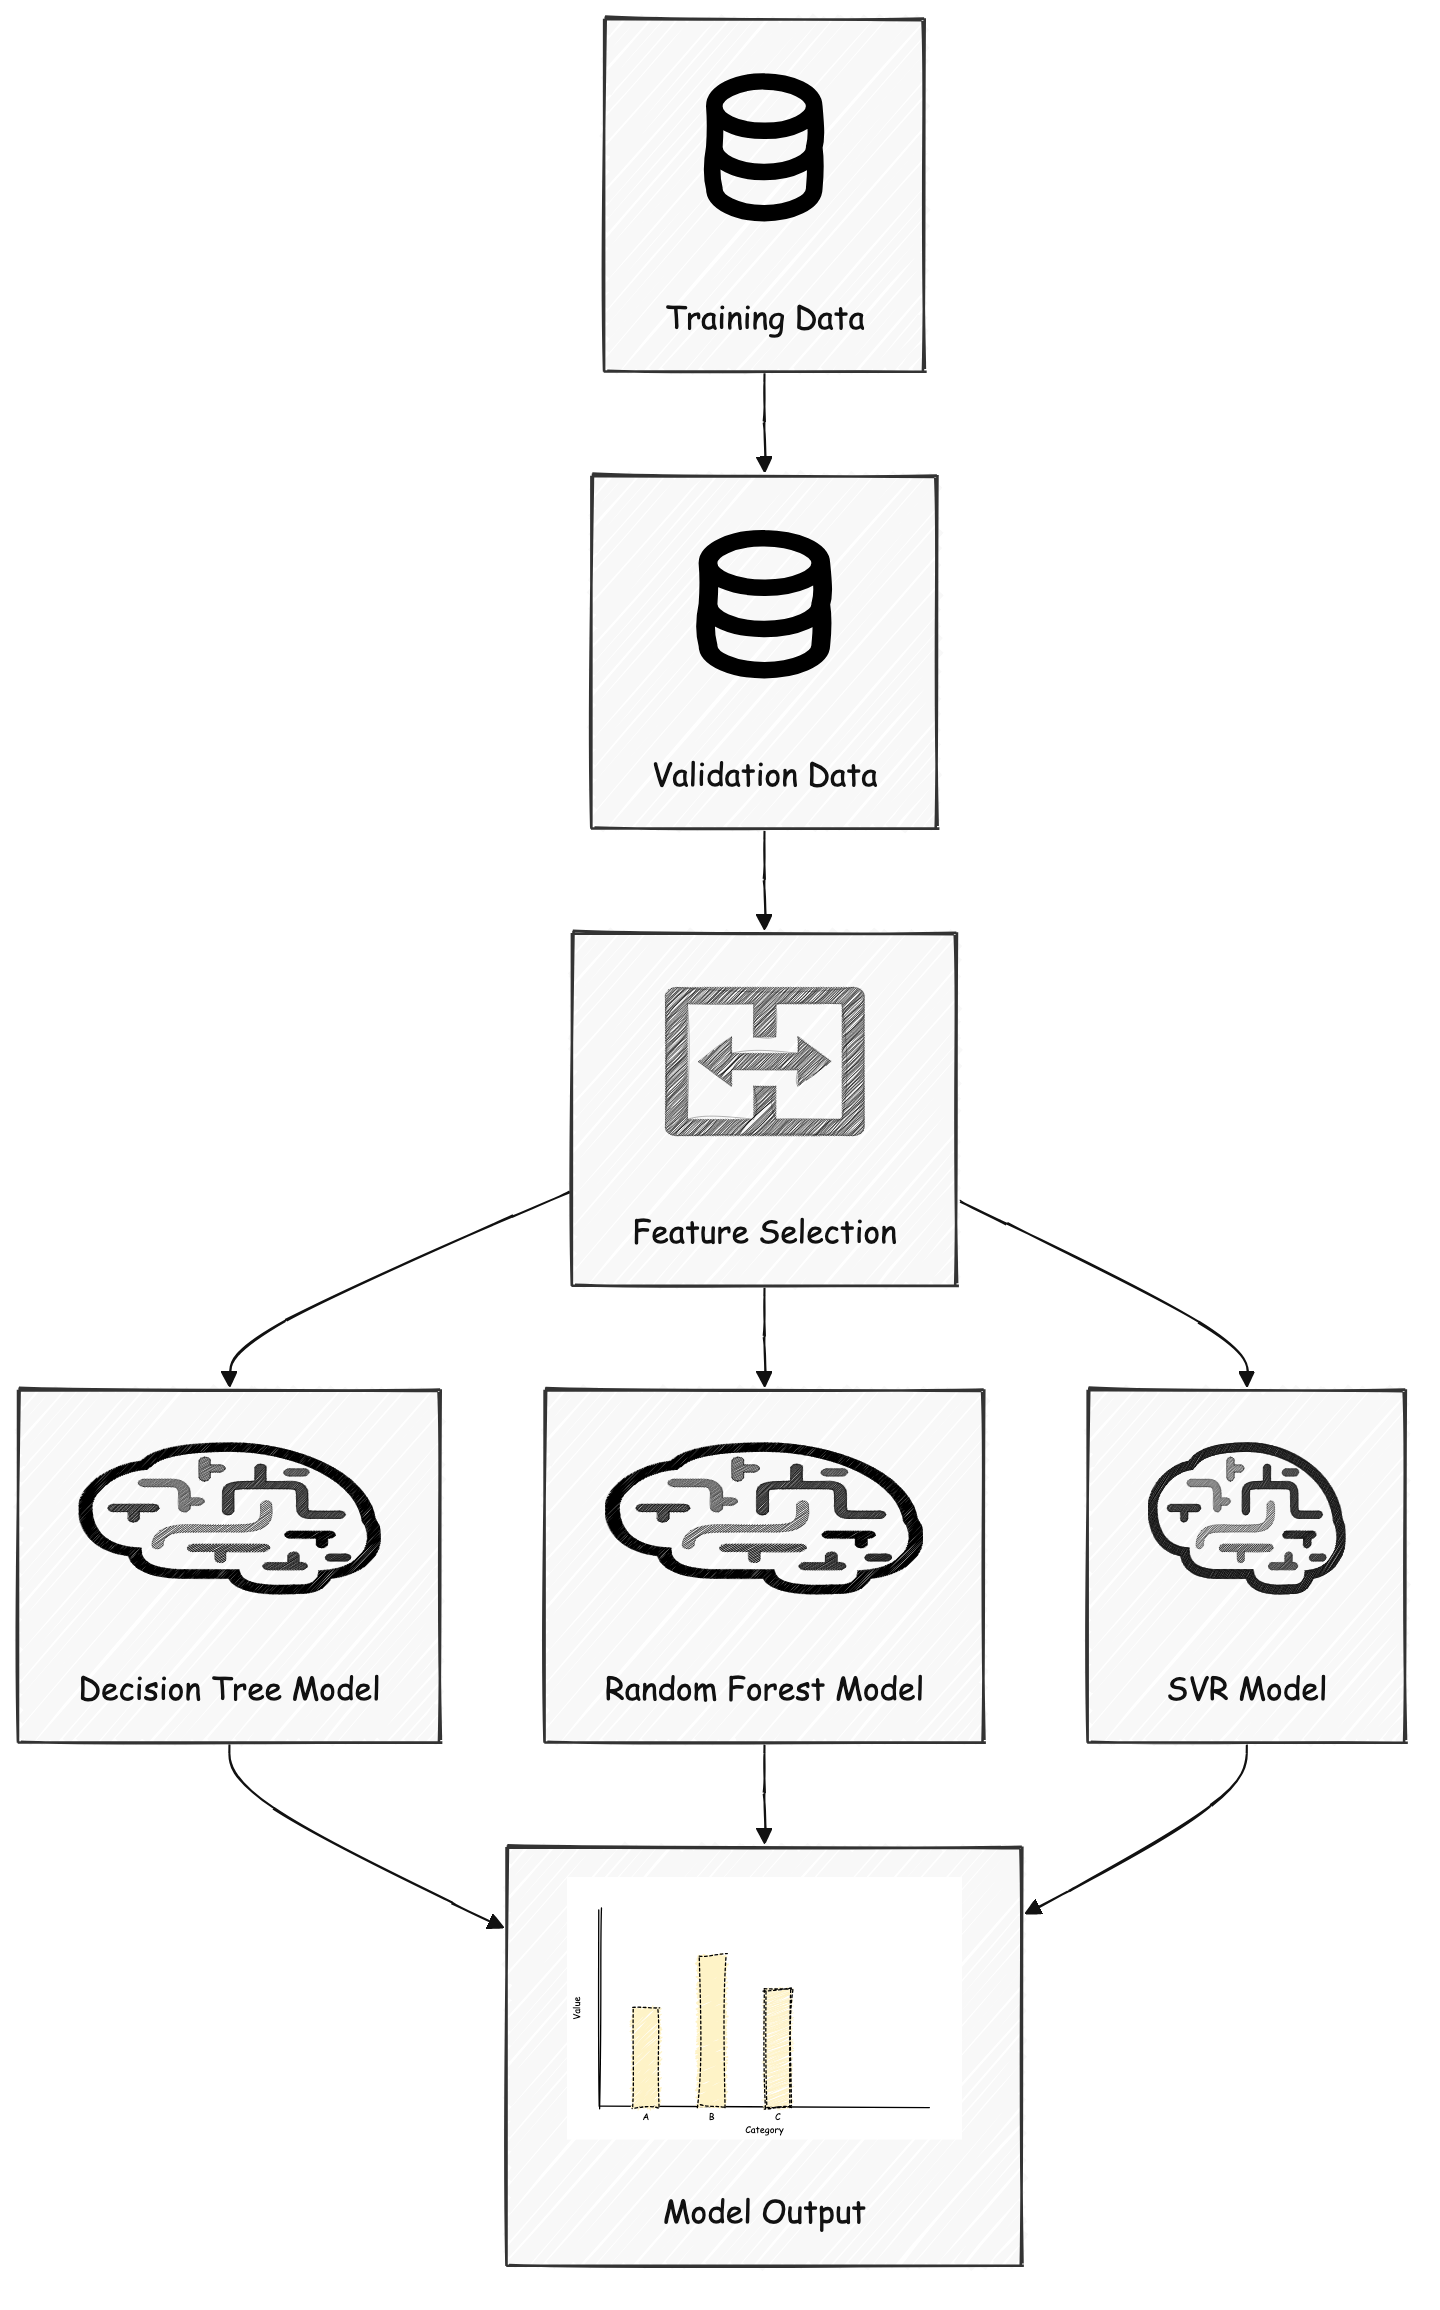 Training Data
Validation Data
Feature Selection
Decision Tree Model
Random Forest Model
SVR Model
Value
A
B
C
Category
Model Output